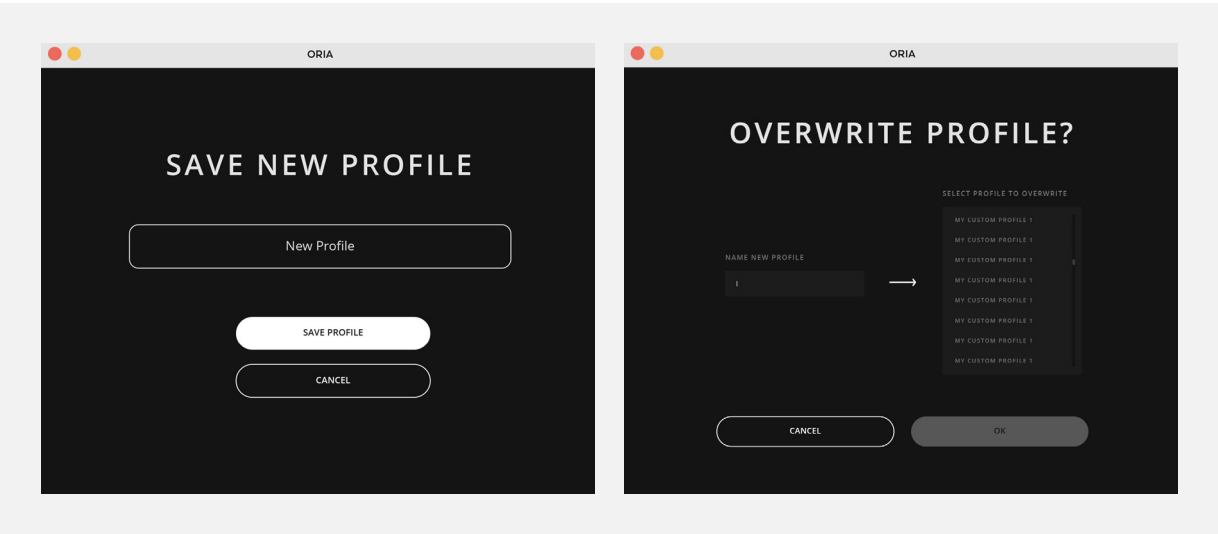 ORIA
SAVE NEW PROFILE
New Profile
SAVE PROFILE
CANCEL
ORIA
OVERWRITE PROFILE?
NAME NEW PROFILE
SELECT PROFILE TO OVERWRITE
MY CUSTOM PROFILE 1
MY CUSTOM PROFILE 1
MY CUSTOM PROFILE 1
MY CUSTOM PROFILE 1
MY CUSTOM PROFILE 1
MY CUSTOM PROFILE 1
MY CUSTOM PROFILE 1
MY CUSTOM PROFILE 1
CANCEL
OK